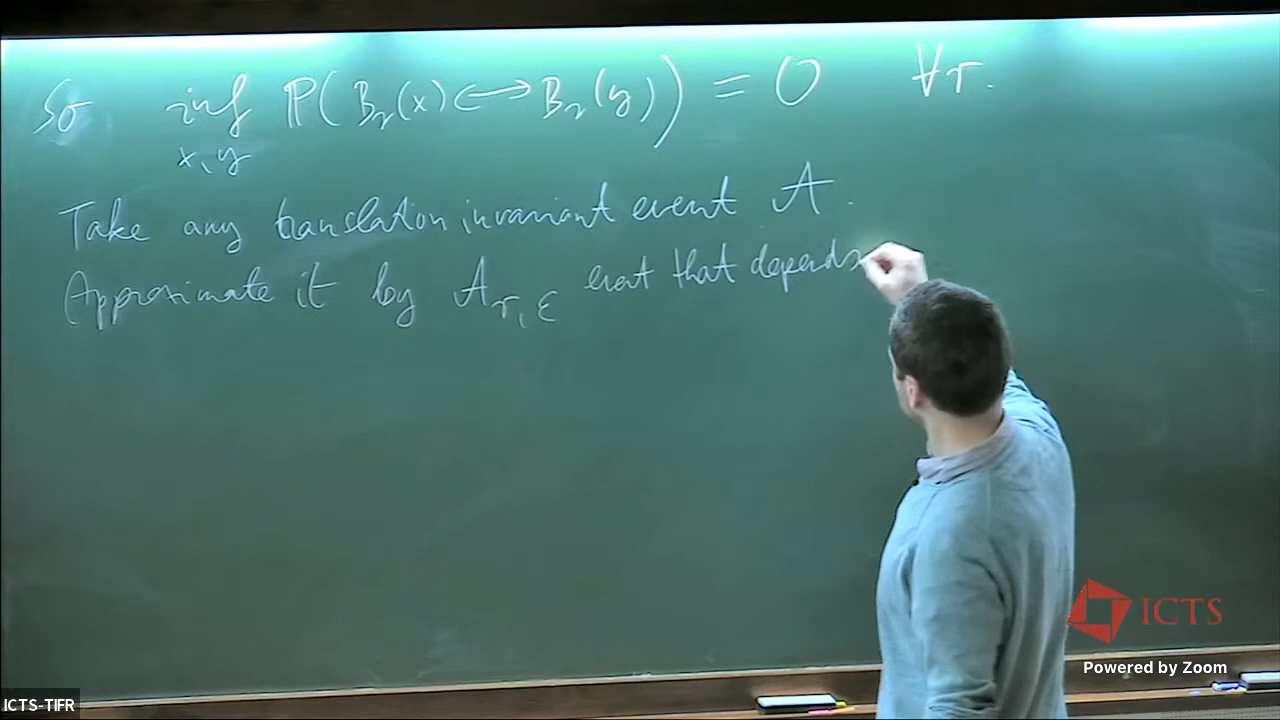 So inf P(B_r(x) ⟷ B_r(y)) = 0 ∀r.
x, y
Take any translation invariant event A.
Approximate it by A_{r, ε} event that depends
ICTS
Powered by Zoom
ICTS-TIFR